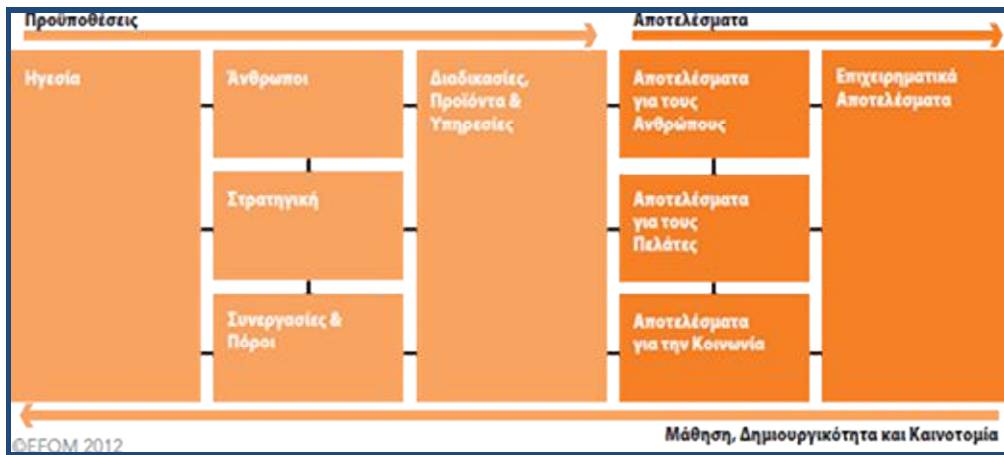 Προϋποθέσεις
Αποτελέσματα
Ηγεσία
Άνθρωποι
Διαδικασίες,
Προϊόντα &
Υπηρεσίες
Αποτελέσματα
για τους
Ανθρώπους
Επιχειρηματικά
Αποτελέσματα
Στρατηγική
Αποτελέσματα
για τους
Πελάτες
Συνεργασίες &
Πόροι
Αποτελέσματα
για την Κοινωνία
Μάθηση, Δημιουργικότητα και Καινοτομία
©EFQM 2012